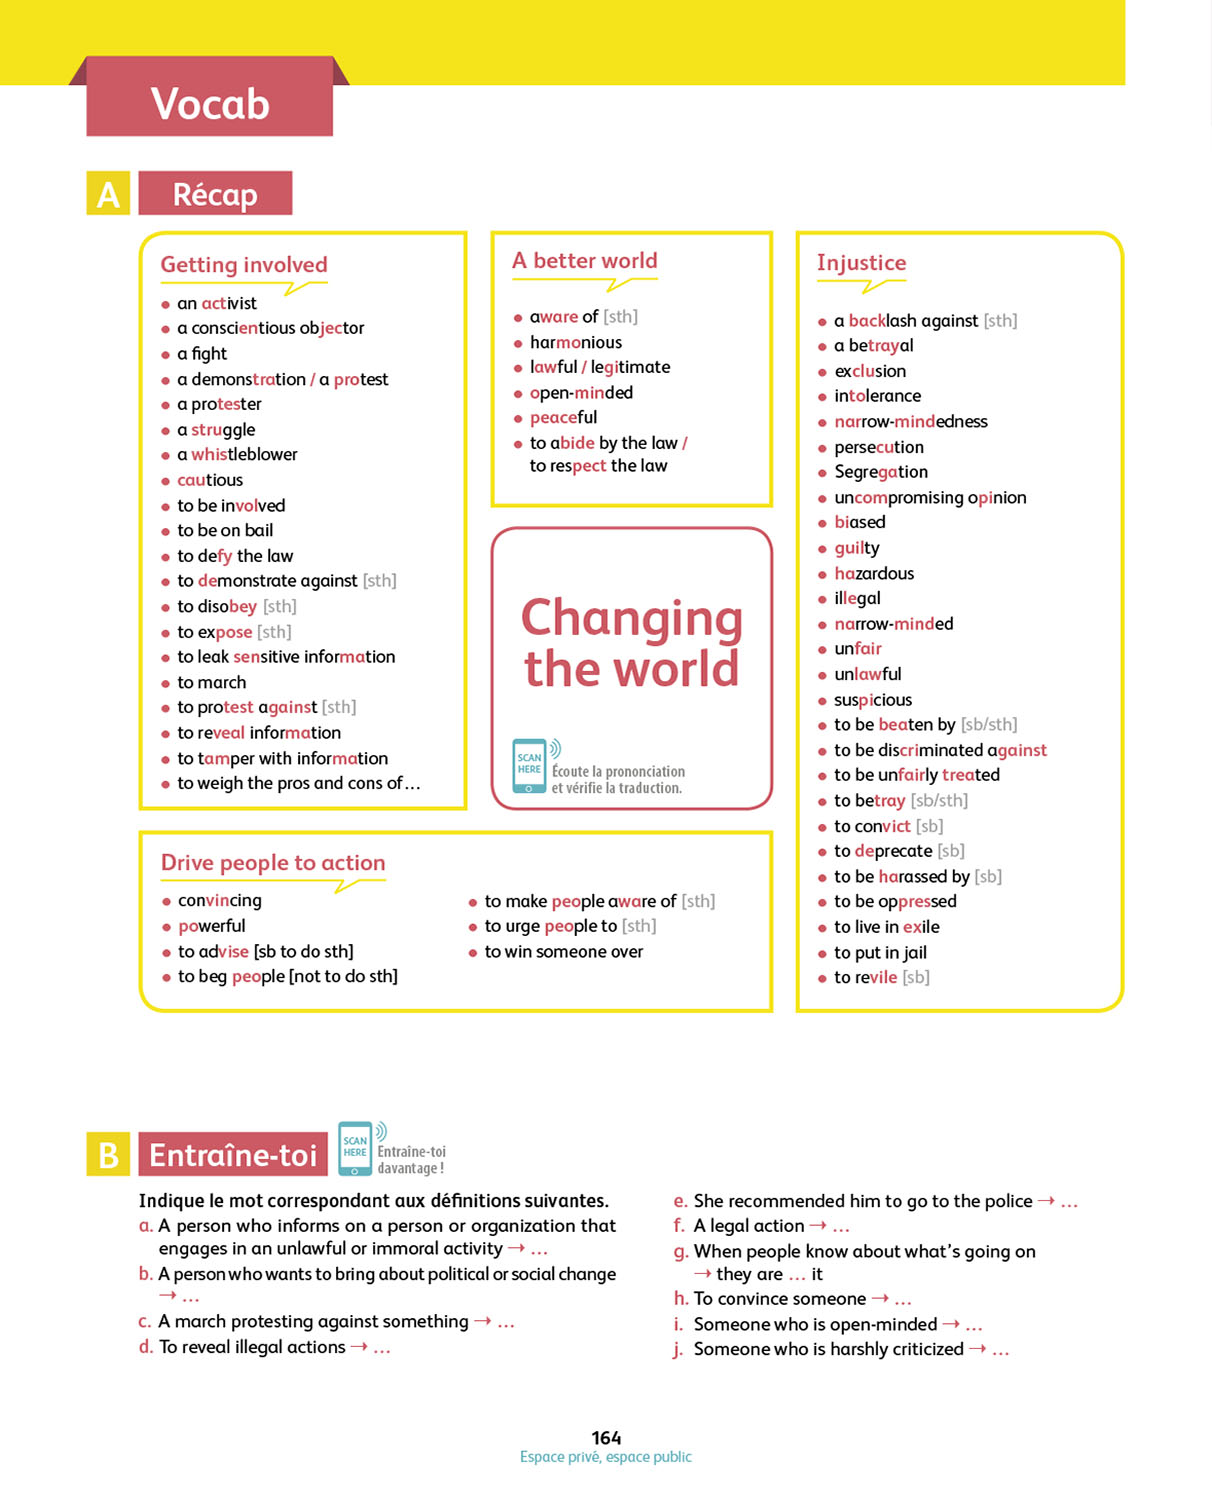 Vocab
A Récap
Getting involved
• an activist
• a conscientious objector
• a fight
• a demonstration / a protest
• a protester
• a struggle
• a whistleblower
• cautious
• to be involved
• to be on bail
• to defy the law
• to demonstrate against [sth]
• to disobey [sth]
• to expose [sth]
• to leak sensitive information
• to march
• to protest against [sth]
• to reveal information
• to tamper with information
• to weigh the pros and cons of...
A better world
• aware of [sth]
• harmonious
• lawful / legitimate
• open-minded
• peaceful
• to abide by the law /
to respect the law
Changing
the world
SCAN
HERE
Écoute la prononciation
et vérifie la traduction.
Injustice
• a backlash against [sth]
• a betrayal
• exclusion
• intolerance
• narrow-mindedness
• persecution
• Segregation
• uncompromising opinion
• biased
• guilty
• hazardous
• illegal
• narrow-minded
• unfair
• unlawful
• suspicious
• to be beaten by [sb/sth]
• to be discriminated against
• to be unfairly treated
• to betray [sb/sth]
• to convict [sb]
• to deprecate [sb]
• to be harassed by [sb]
• to be oppressed
• to live in exile
• to put in jail
• to revile [sb]
Drive people to action
• convincing
• powerful
• to advise [sb to do sth]
• to beg people [not to do sth]
• to make people aware of [sth]
• to urge people to [sth]
• to win someone over
B Entraîne-toi
SCAN
HERE
Entraîne-toi
davantage !
Indique le mot correspondant aux définitions suivantes.
a. A person who informs on a person or organization that
engages in an unlawful or immoral activity → ...
b. A person who wants to bring about political or social change
→ ...
c. A march protesting against something → ...
d. To reveal illegal actions → ...
e. She recommended him to go to the police → ...
f. A legal action → ...
g. When people know about what's going on
→ they are ... it
h. To convince someone → ...
i. Someone who is open-minded → ...
j. Someone who is harshly criticized → ...
164
Espace privé, espace public